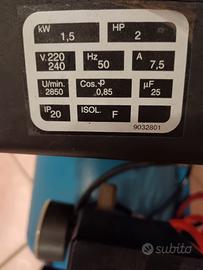 kW 1,5 HP 2
V. 220 240 Hz 50 A 7,5
U/min. 2850 Cos.φ 0,85 µF 25
IP 20 ISOL. F
9032801
subito